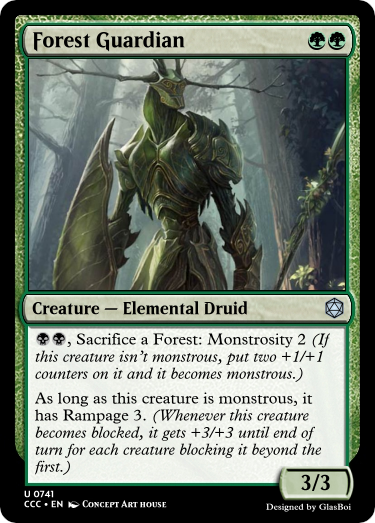 Forest Guardian
Creature — Elemental Druid
, Sacrifice a Forest: Monstrosity 2 (If
this creature isn't monstrous, put two +1/+1
counters on it and it becomes monstrous.)
As long as this creature is monstrous, it
has Rampage 3. (Whenever this creature
becomes blocked, it gets +3/+3 until end of
turn for each creature blocking it beyond the
first.)
3/3
U 0741
CCC • EN Concept Art House
Designed by GlasBoi